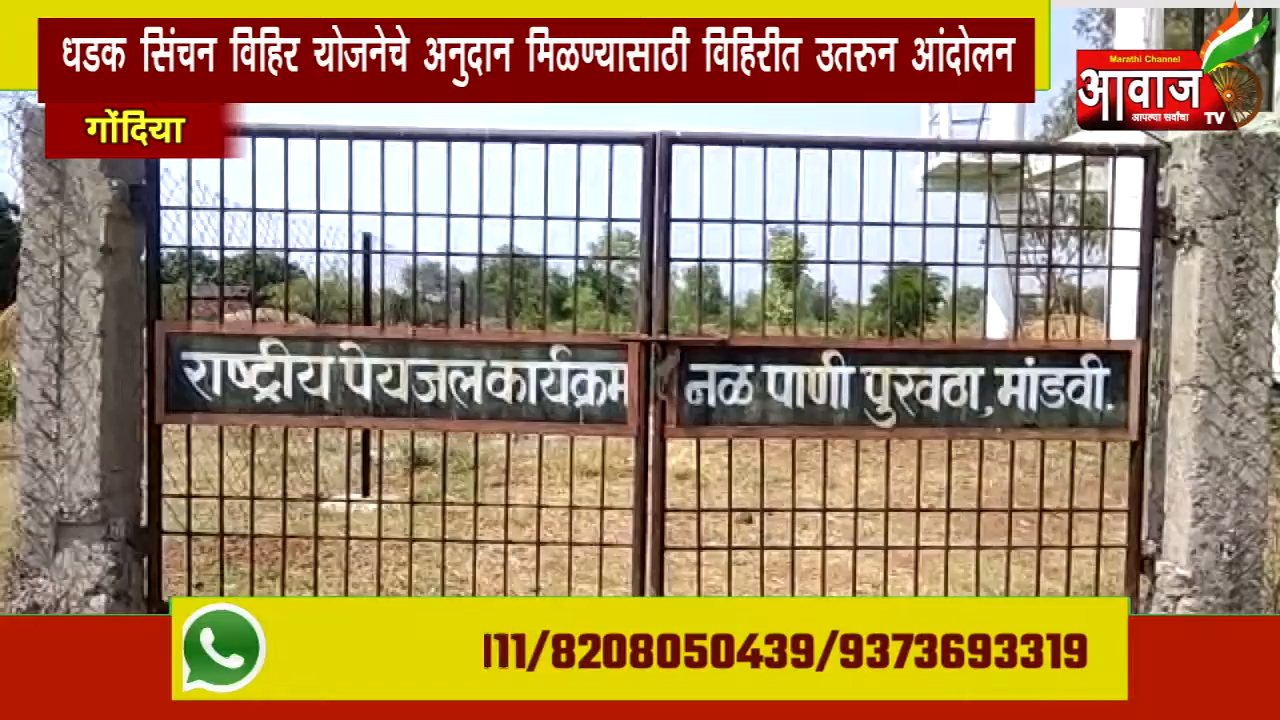 धडक सिंचन विहिर योजनेचे अनुदान मिळण्यासाठी विहिरीत उतरुन आंदोलन
गोंदिया
Marathi Channel
आवाज
आपल्या सर्वांचा
TV
राष्ट्रीय पेयजल कार्यक्रम
नळ पाणी पुरवठा, मांडवी.
11/8208050439/9373693319